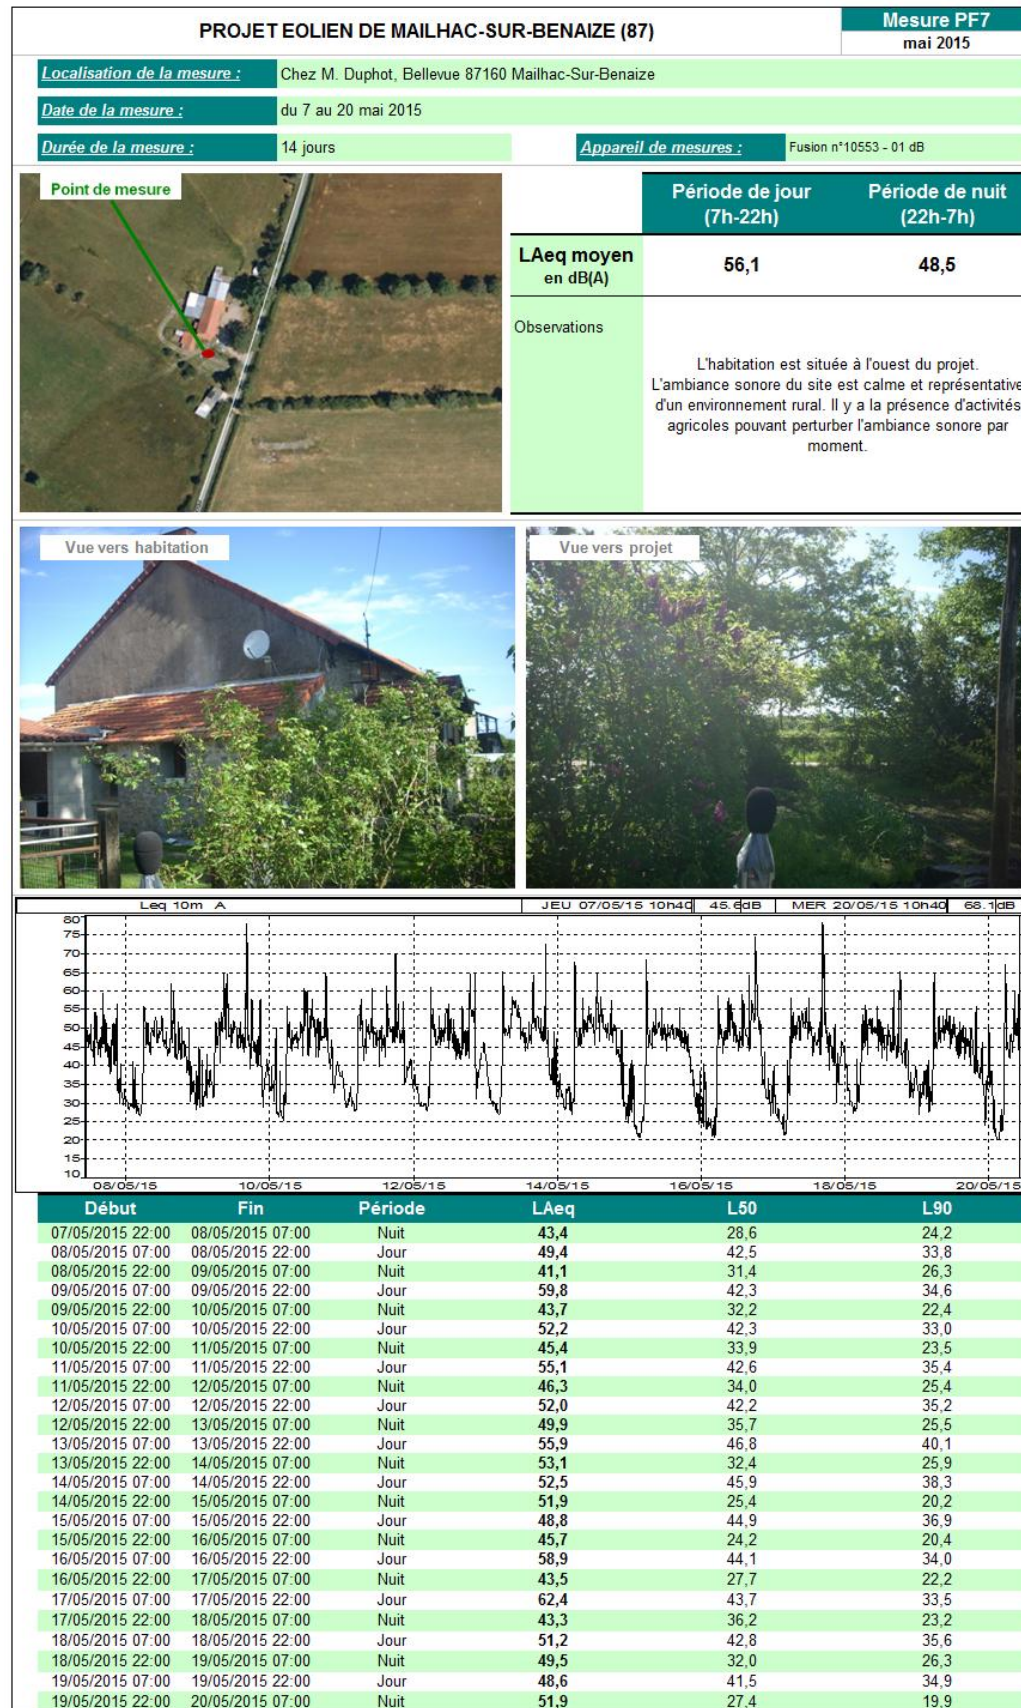 PROJET EOLIEN DE MAILHAC-SUR-BENAIZE (87)
Mesure PF7
mai 2015
Localisation de la mesure :
Chez M. Duphot, Bellevue 87160 Mailhac-Sur-Benaize
Date de la mesure :
du 7 au 20 mai 2015
Durée de la mesure :
14 jours
Appareil de mesures :
Fusion n°10553 - 01 dB
Point de mesure
Période de jour
(7h-22h)
Période de nuit
(22h-7h)
LAeq moyen
en dB(A)
56,1
48,5
Observations
L'habitation est située à l'ouest du projet.
L'ambiance sonore du site est calme et représentative
d'un environnement rural. Il y a la présence d'activités
agricoles pouvant perturber l'ambiance sonore par
moment.
Vue vers habitation
Vue vers projet
Leq 10m A JEU 07/05/15 10h40 45.6dB MER 20/05/15 10h40 68.1dB
80
75
70
65
60
55
50
45
40
35
30
25
20
15
10
08/05/15 10/05/15 12/05/15 14/05/15 16/05/15 18/05/15 20/05/15
Début Fin Période LAeq L50 L90
07/05/2015 22:00 08/05/2015 07:00 Nuit 43,4 28,6 24,2
08/05/2015 07:00 08/05/2015 22:00 Jour 49,4 42,5 33,8
08/05/2015 22:00 09/05/2015 07:00 Nuit 41,1 31,4 26,3
09/05/2015 07:00 09/05/2015 22:00 Jour 59,8 42,3 34,6
09/05/2015 22:00 10/05/2015 07:00 Nuit 43,7 32,2 22,4
10/05/2015 07:00 10/05/2015 22:00 Jour 52,2 42,3 33,0
10/05/2015 22:00 11/05/2015 07:00 Nuit 45,4 33,9 23,5
11/05/2015 07:00 11/05/2015 22:00 Jour 55,1 42,6 35,4
11/05/2015 22:00 12/05/2015 07:00 Nuit 46,3 34,0 25,4
12/05/2015 07:00 12/05/2015 22:00 Jour 52,0 42,2 35,2
12/05/2015 22:00 13/05/2015 07:00 Nuit 49,9 35,7 25,5
13/05/2015 07:00 13/05/2015 22:00 Jour 55,9 46,8 40,1
13/05/2015 22:00 14/05/2015 07:00 Nuit 53,1 32,4 25,9
14/05/2015 07:00 14/05/2015 22:00 Jour 52,5 45,9 38,3
14/05/2015 22:00 15/05/2015 07:00 Nuit 51,9 25,4 20,2
15/05/2015 07:00 15/05/2015 22:00 Jour 48,8 44,9 36,9
15/05/2015 22:00 16/05/2015 07:00 Nuit 45,7 24,2 20,4
16/05/2015 07:00 16/05/2015 22:00 Jour 58,9 44,1 34,0
16/05/2015 22:00 17/05/2015 07:00 Nuit 43,5 27,7 22,2
17/05/2015 07:00 17/05/2015 22:00 Jour 62,4 43,7 33,5
17/05/2015 22:00 18/05/2015 07:00 Nuit 43,3 36,2 23,2
18/05/2015 07:00 18/05/2015 22:00 Jour 51,2 42,8 35,6
18/05/2015 22:00 19/05/2015 07:00 Nuit 49,5 32,0 26,3
19/05/2015 07:00 19/05/2015 22:00 Jour 48,6 41,5 34,9
19/05/2015 22:00 20/05/2015 07:00 Nuit 51,9 27,4 19,9